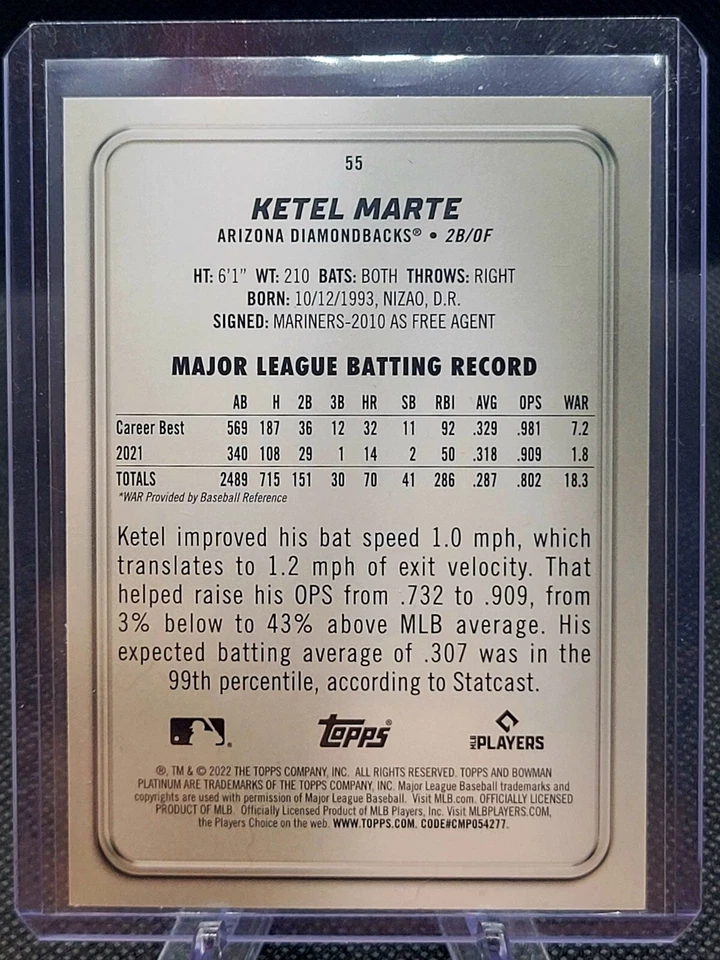 55
KETEL MARTE
ARIZONA DIAMONDBACKS® • 2B/OF
HT: 6'1" WT: 210 BATS: BOTH THROWS: RIGHT
BORN: 10/12/1993, NIZAO, D.R.
SIGNED: MARINERS-2010 AS FREE AGENT
MAJOR LEAGUE BATTING RECORD
AB H 2B 3B HR SB RBI AVG OPS WAR
Career Best 569 187 36 12 32 11 92 .329 .981 7.2
2021 340 108 29 1 14 2 50 .318 .909 1.8
TOTALS 2489 715 151 30 70 41 286 .287 .802 18.3
*WAR Provided by Baseball Reference
Ketel improved his bat speed 1.0 mph, which
translates to 1.2 mph of exit velocity. That
helped raise his OPS from .732 to .909, from
3% below to 43% above MLB average. His
expected batting average of .307 was in the
99th percentile, according to Statcast.
Topps® MLB PLAYERS
®, TM & © 2022 THE TOPPS COMPANY, INC. ALL RIGHTS RESERVED. TOPPS AND BOWMAN
PLATINUM ARE TRADEMARKS OF THE TOPPS COMPANY, INC. Major League Baseball trademarks and
copyrights are used with permission of Major League Baseball. Visit MLB.com. OFFICIALLY LICENSED
PRODUCT OF MLB. Officially Licensed Product of MLB Players, Inc. Visit MLBPLAYERS.COM,
the Players Choice on the web. WWW.TOPPS.COM. CODE#CMP054277.